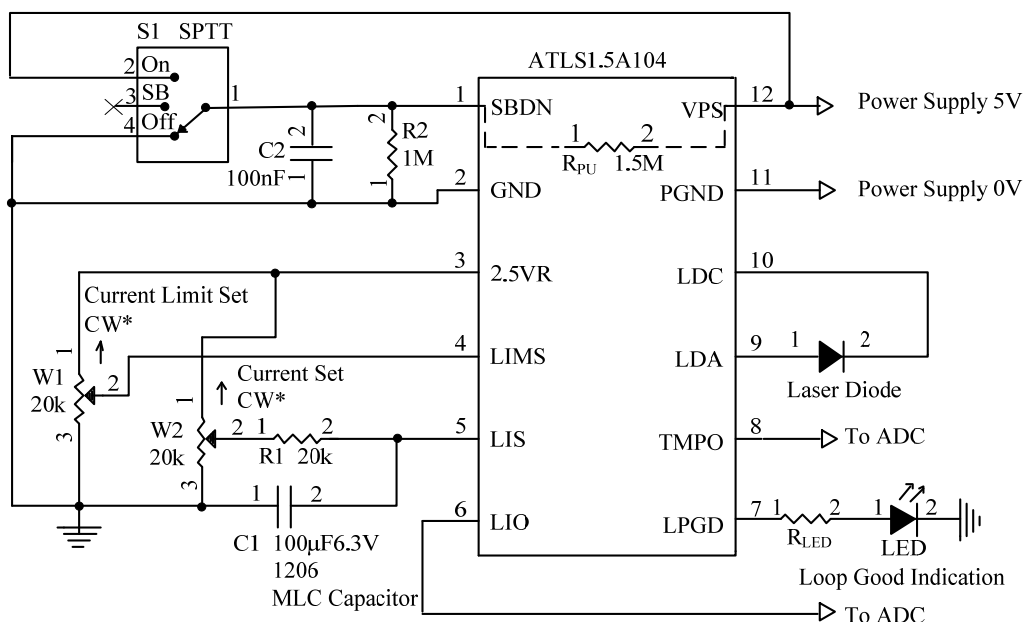 S1 SPTT
2 On
3 SB
4 Off
1
C2
100nF
2
1
2
R2
1M
1
ATLS1.5A104
1 SBDN
2 GND
3 2.5VR
4 LIMS
5 LIS
6 LIO
VPS 12
1 2
RPU 1.5M
PGND 11
LDC 10
LDA 9
TMPO 8
LPGD 7
Power Supply 5V
Power Supply 0V
1 2
Laser Diode
To ADC
1 2
RLED
1 2
LED
Loop Good Indication
To ADC
Current Limit Set
CW*
1
W1
20k
2
3
Current Set
CW*
1
W2
20k
2
3
1 2
R1 20k
1 2
C1 100μF6.3V
1206
MLC Capacitor